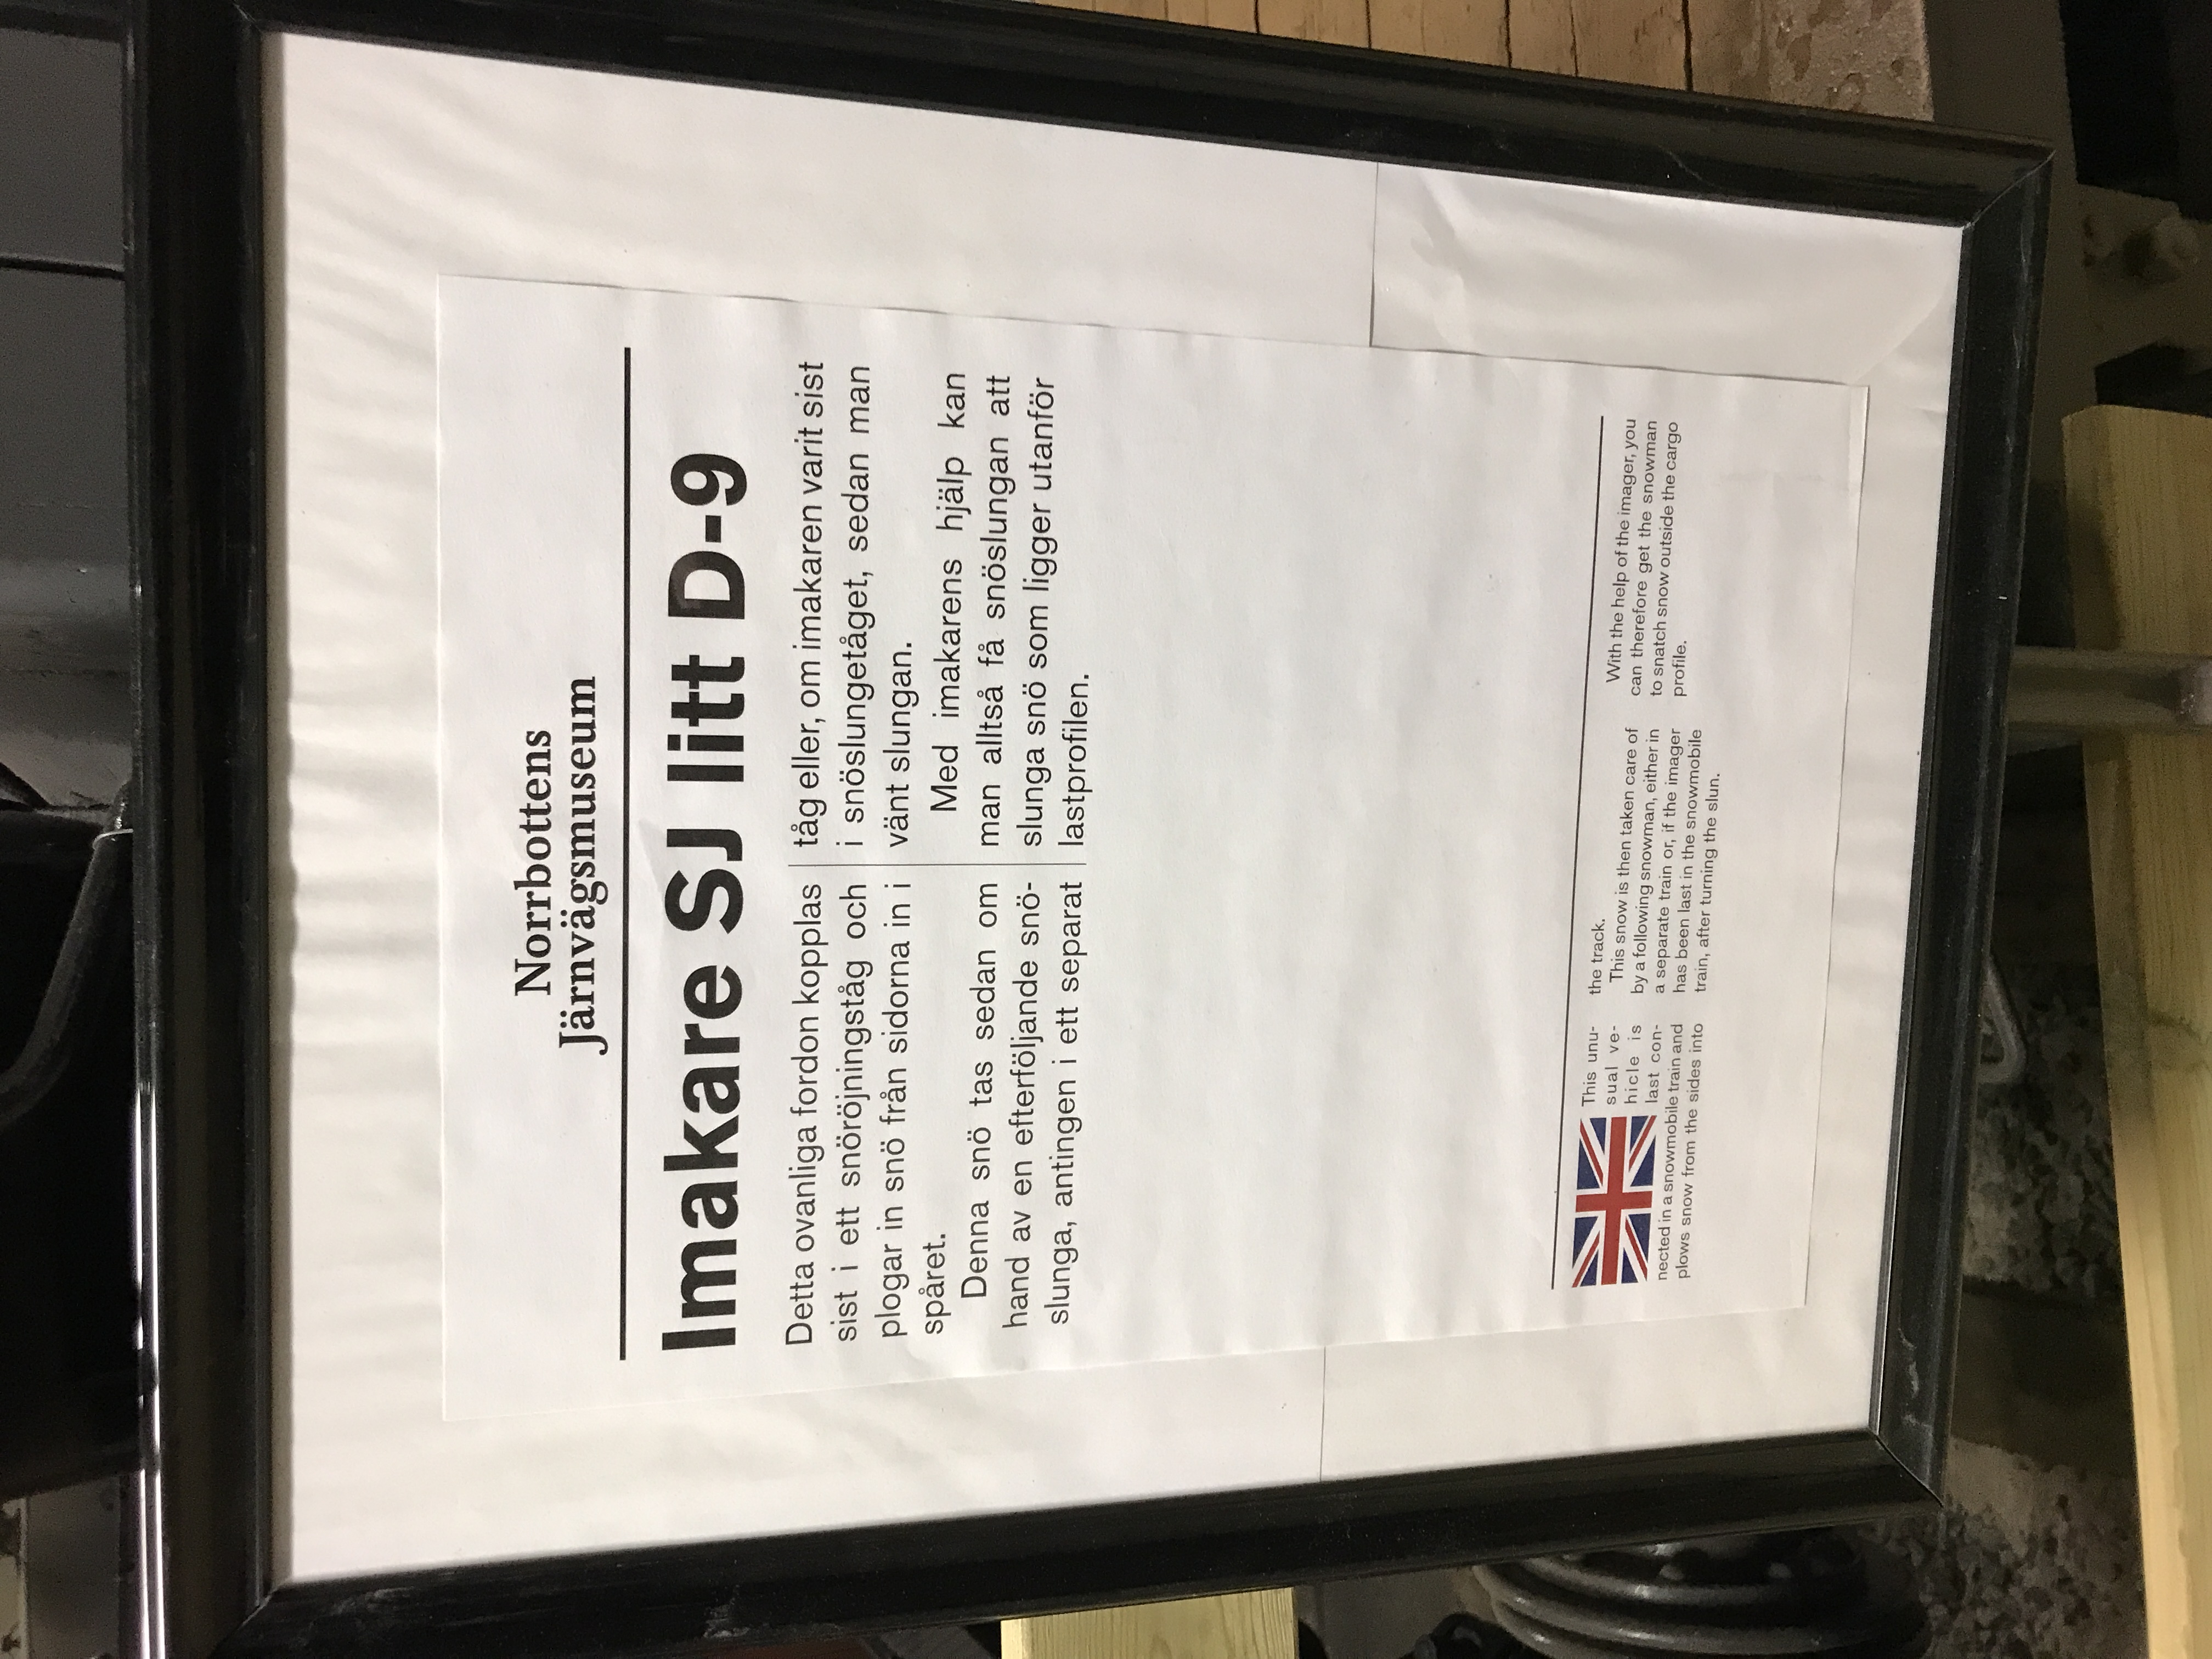 Norrbottens
Järnvägsmuseum
Imakare SJ litt D-9
Detta ovanliga fordon kopplas
sist i ett snöröjningståg och
plogar in snö från sidorna in i
spåret.
Denna snö tas sedan om
hand av en efterföljande snö-
slunga, antingen i ett separat
tåg eller, om imakaren varit sist
i snöslungetåget, sedan man
vänt slungan.
Med imakarens hjälp kan
man alltså få snöslungan att
slunga snö som ligger utanför
lastprofilen.
This unu-
sual ve-
hicle is
last con-
nected in a snowmobile train and
plows snow from the sides into
the track.
This snow is then taken care of
by a following snowman, either in
a separate train or, if the imager
has been last in the snowmobile
train, after turning the slun.
With the help of the imager, you
can therefore get the snowman
to snatch snow outside the cargo
profile.